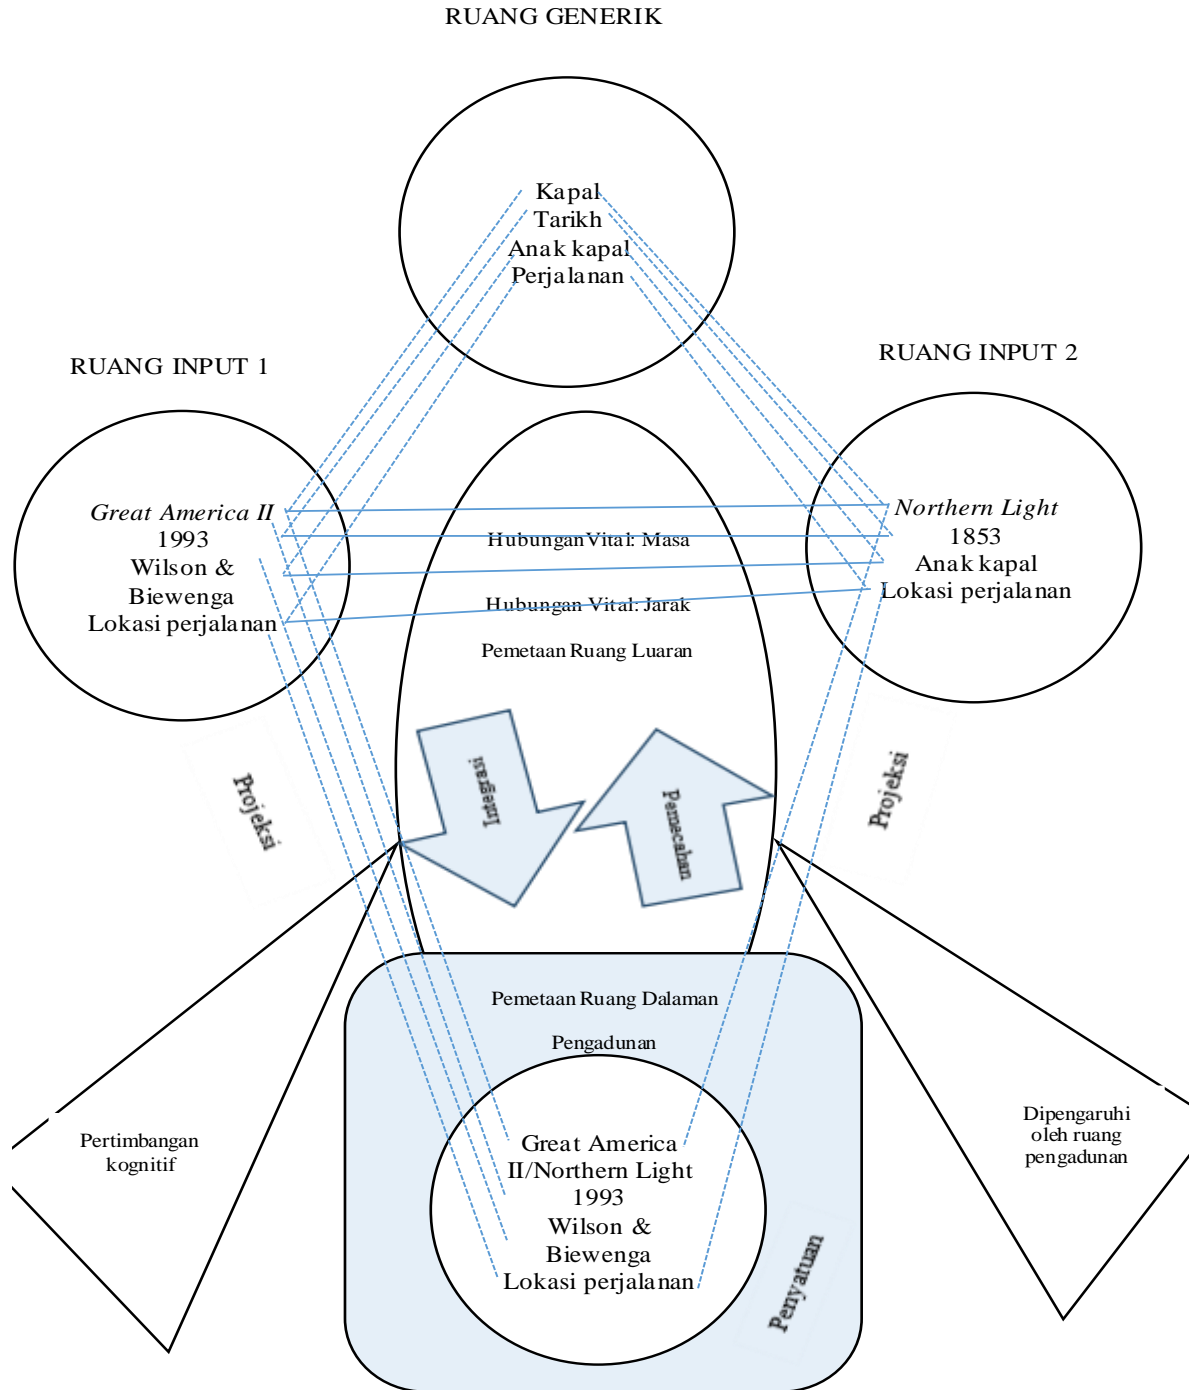 RUANG GENERIK
Kapal
Tarikh
Anak kapal
Perjalanan
RUANG INPUT 1
RUANG INPUT 2
Great America II
1993
Wilson &
Biewenga
Lokasi perjalanan
Northern Light
1853
Anak kapal
Lokasi perjalanan
Hubungan Vital: Masa
Hubungan Vital: Jarak
Pemetaan Ruang Luaran
Projeksi
Integrasi
Pemecahan
Projeksi
Pemetaan Ruang Dalaman
Pengadunan
Pertimbangan
kognitif
Dipengaruhi
oleh ruang
pengadunan
Great America
II/Northern Light
1993
Wilson &
Biewenga
Lokasi perjalanan
Penyatuan